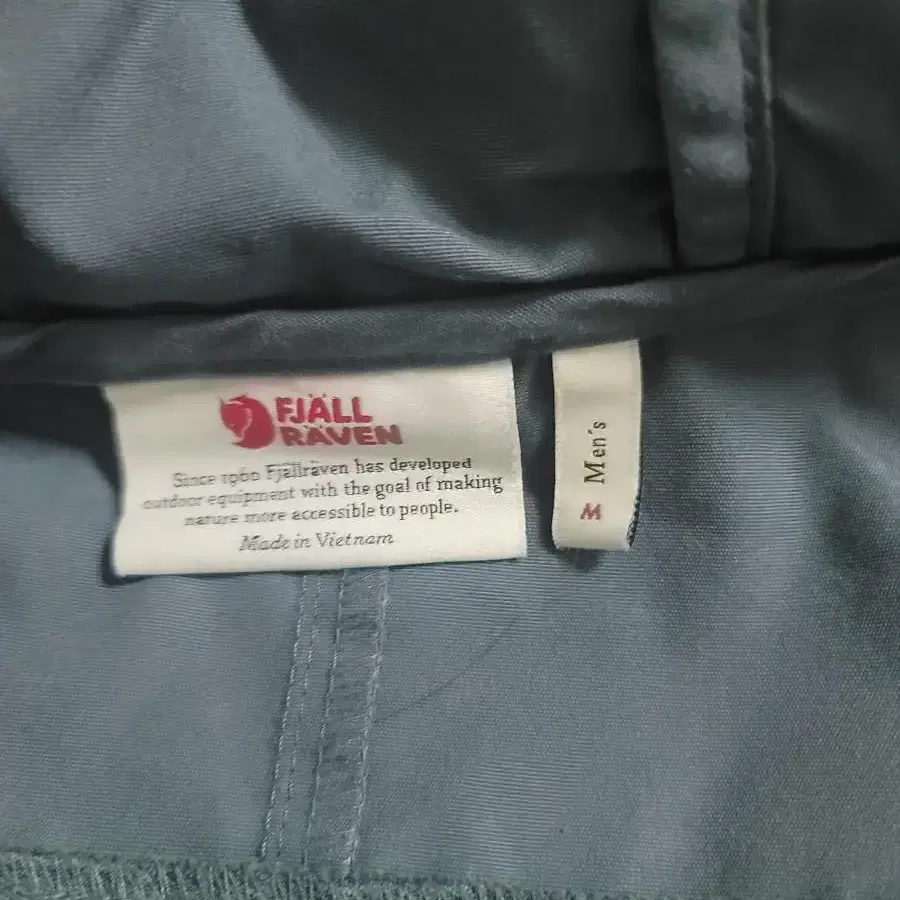 FJÄLL
RÄVEN
Since 1960 Fjällräven has developed
outdoor equipment with the goal of making
nature more accessible to people.
Made in Vietnam
Men's
M